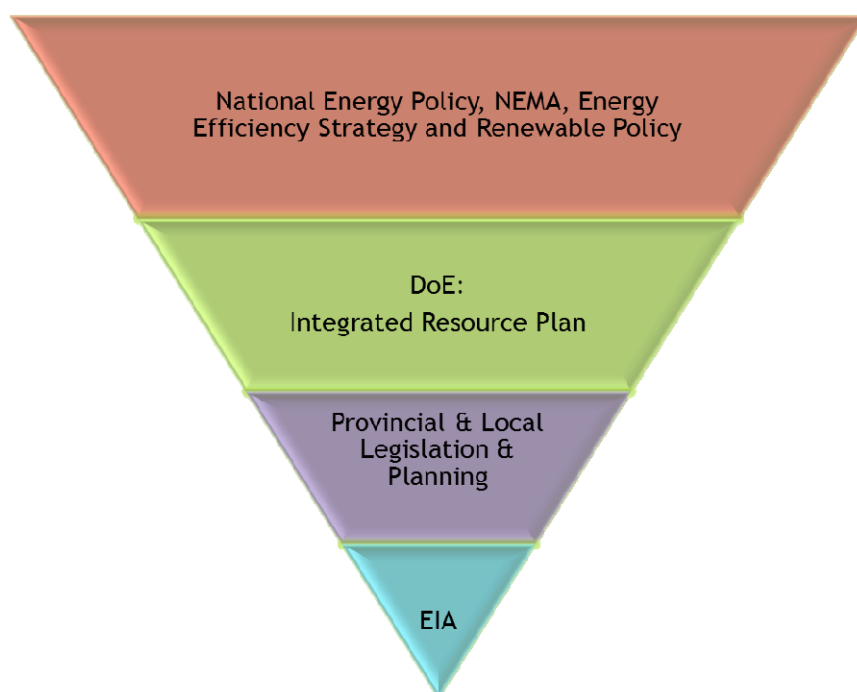 National Energy Policy, NEMA, Energy
Efficiency Strategy and Renewable Policy
DoE:
Integrated Resource Plan
Provincial & Local
Legislation &
Planning
EIA